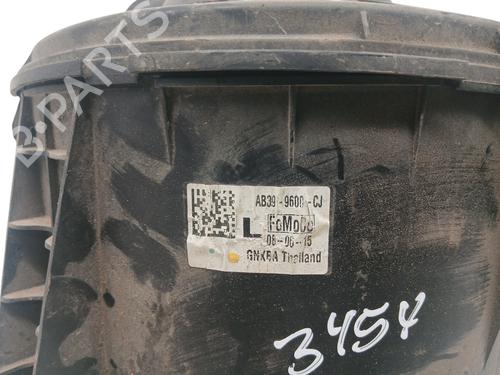 B-PARTS
AB39-9600-CJ
L FoMoCo
08-06-15
GNXBA Thailand
3454